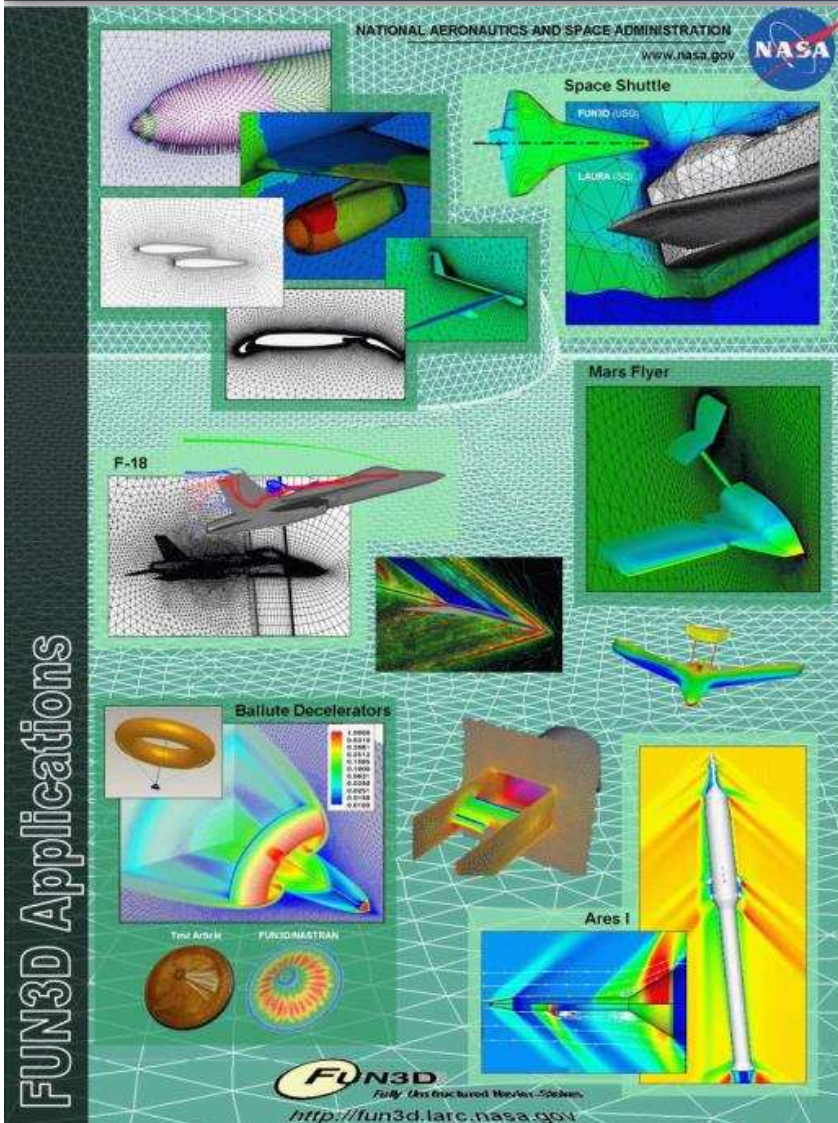 NATIONAL AERONAUTICS AND SPACE ADMINISTRATION
www.nasa.gov
NASA
Space Shuttle
FUN3D (USG)
LAURA (SG)
Mars Flyer
F-18
Ballute Decelerators
Test Article
FUN3D/NASTRAN
Ares I
FUN3D Applications
FUN3D
Fully Unstructured Navier-Stokes
http://fun3d.larc.nasa.gov